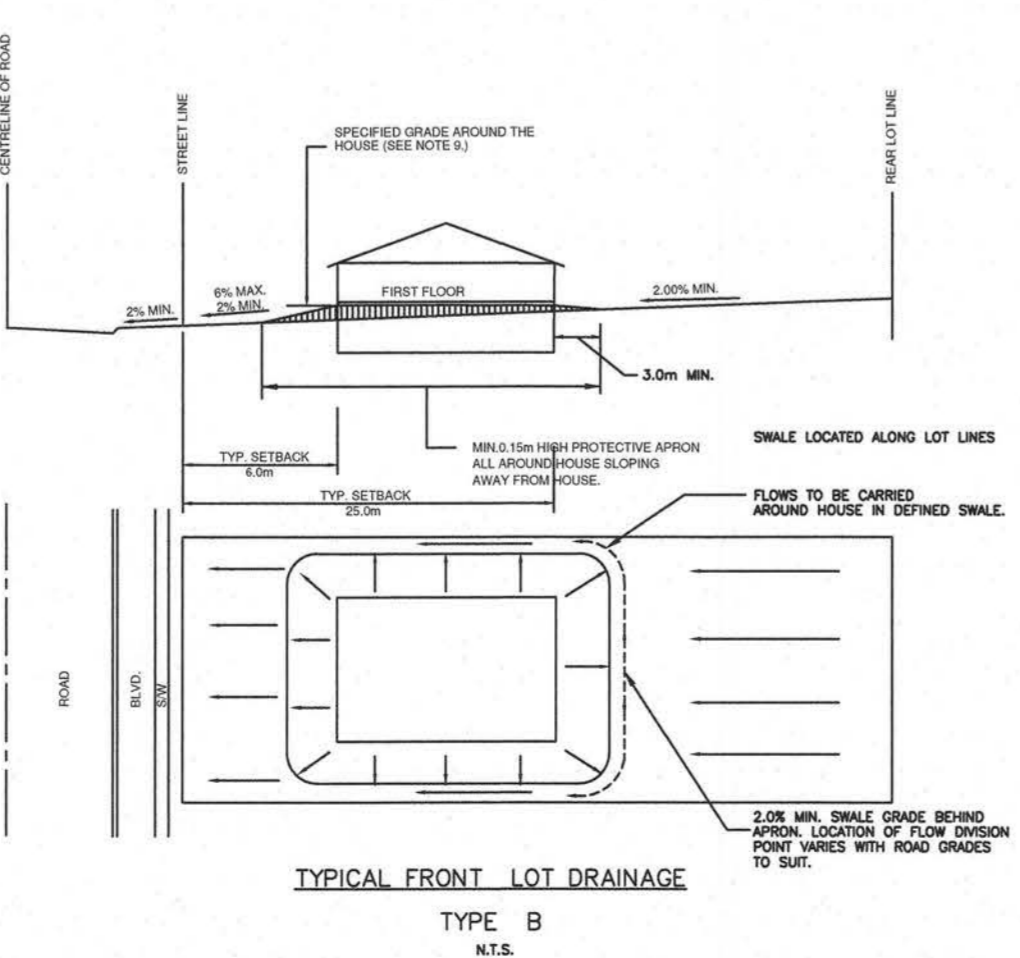 CENTRELINE OF ROAD
STREET LINE
REAR LOT LINE
SPECIFIED GRADE AROUND THE
HOUSE (SEE NOTE 9.)
2% MIN.
6% MAX.
2% MIN.
FIRST FLOOR
2.00% MIN.
3.0m MIN.
MIN.0.15m HIGH PROTECTIVE APRON
ALL AROUND HOUSE SLOPING
AWAY FROM HOUSE.
SWALE LOCATED ALONG LOT LINES
TYP. SETBACK
6.0m
TYP. SETBACK
25.0m
FLOWS TO BE CARRIED
AROUND HOUSE IN DEFINED SWALE.
ROAD
BLVD.
S/W
2.0% MIN. SWALE GRADE BEHIND
APRON. LOCATION OF FLOW DIVISION
POINT VARIES WITH ROAD GRADES
TO SUIT.
TYPICAL FRONT LOT DRAINAGE
TYPE B
N.T.S.